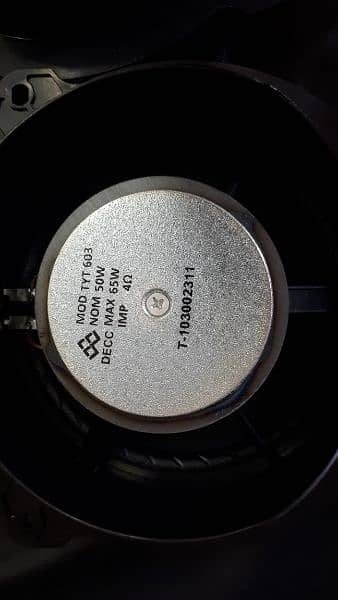 MOD TYT 603
NOM 50W
DECC MAX 65W
IMP 4Ω
T-103002311